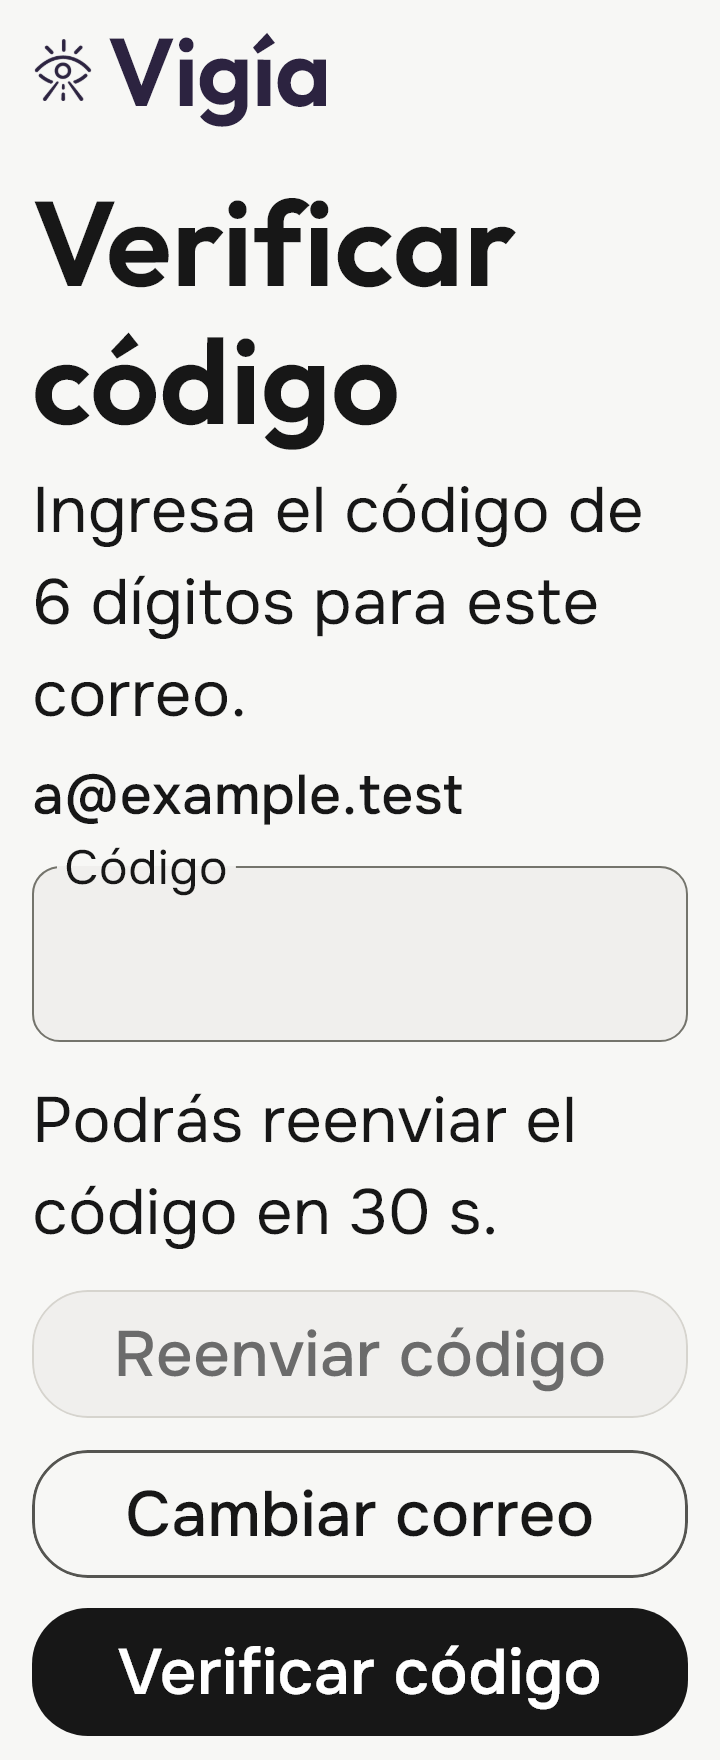 Vigía
Verificar
código
Ingresa el código de
6 dígitos para este
correo.
a@example.test
Código
Podrás reenviar el
código en 30 s.
Reenviar código
Cambiar correo
Verificar código